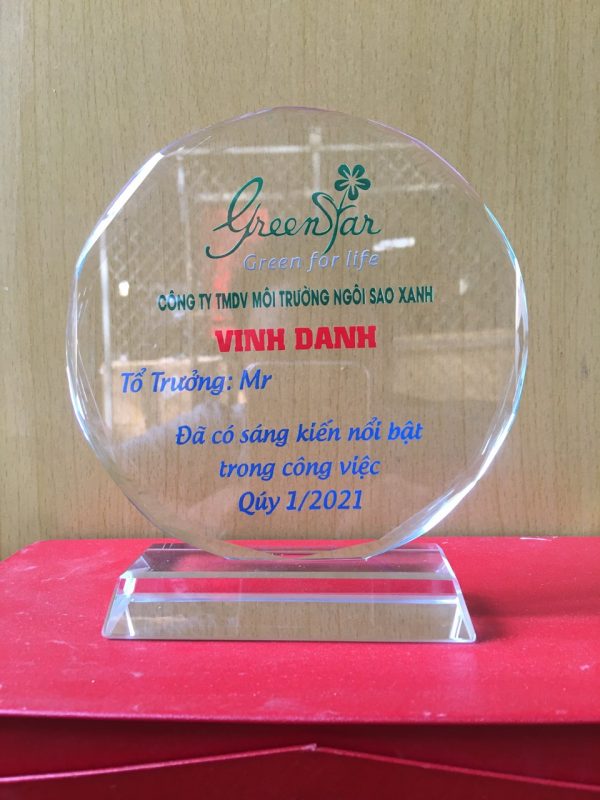 GreenStar
Green for life
CÔNG TY TMDV MÔI TRƯỜNG NGÔI SAO XANH
VINH DANH
Tổ Trưởng: Mr
Đã có sáng kiến nổi bật
trong công việc
Qúy 1/2021